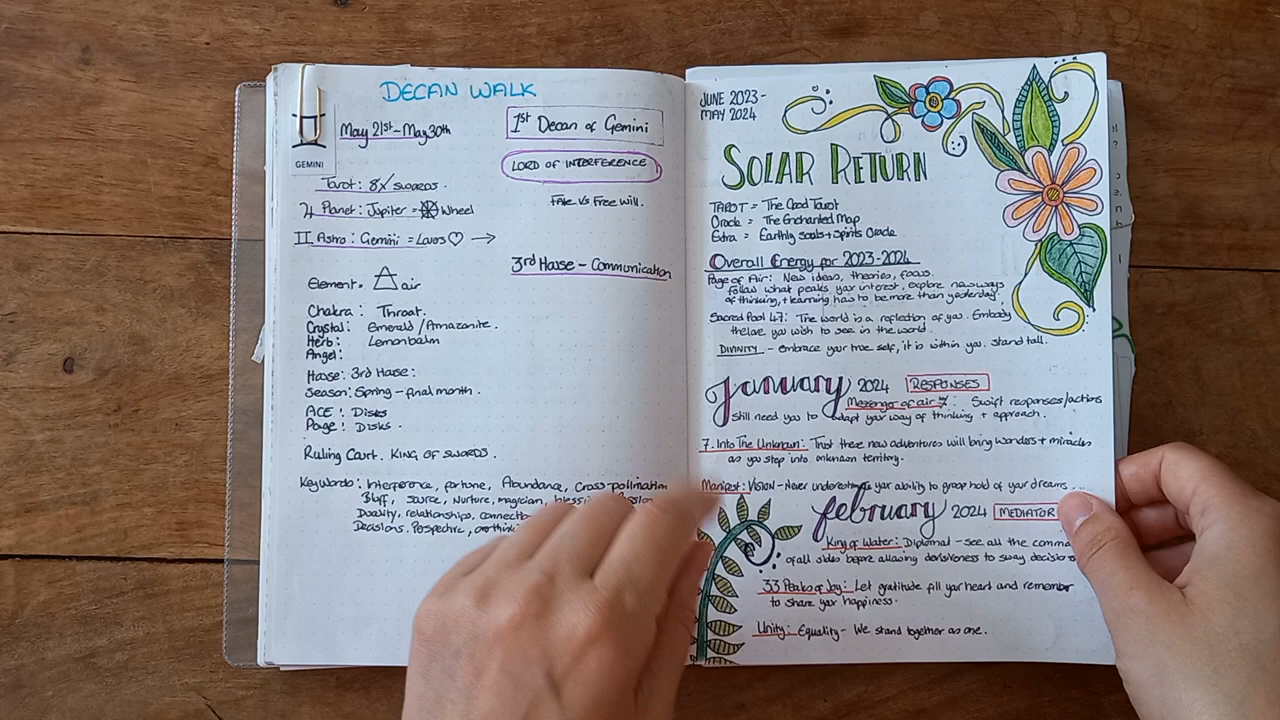 DECAN WALK
May 21st - May 30th
GEMINI
1st Decan of Gemini
LORD OF INTERFERENCE
Fate Vs Free Will.
Tarot: 8 x swords.
♃ Planet: Jupiter = Wheel
II Astro: Gemini = Lovers ♡ →
3rd House - Communication
Element = △ air
Chakra: Throat.
Crystal: Emerald / Amazonite.
Herb: Lemonbalm
Angel:
House: 3rd House:
Season: Spring - final month.
ACE: Disks
Page: Disks.
Ruling Court. KING OF SWORDS.
Keywords: Interference, fortune, Abundance, Cross pollination
Bluff, source, Nurture, magician,
Duality, relationships,
Decisions.
JUNE 2023 -
MAY 2024
SOLAR RETURN
TAROT = The Good Tarot
Oracle = The Enchanted Map
Extra = Earthly Souls + Spirits Oracle
Overall Energy for 2023-2024
Page of Air: New ideas, theories, focus.
follow what peaks your interest, explore new ways
of thinking, + learning how to be more than yesterday.
Sacred Pool 47: The world is a reflection of you. Embody
the love you wish to see in the world.
DIVINITY - embrace your true self, it is within you. stand tall.
January 2024 RESPONSES
Messenger of air: Swift responses/actions
still need you to adapt your way of thinking + approach.
7. Into The Unknown: Trust these new adventures will bring wonders + miracles
as you step into unknown territory.
Manifest: VISION - Never underestimate your ability to grasp hold of your dreams...
february 2024 MEDIATOR
King of Water: Diplomat - see all the
of all sides before allowing
33 Peaks of Joy: Let gratitude fill your heart and remember
to share your happiness.
Unity: Equality - We stand together as one.